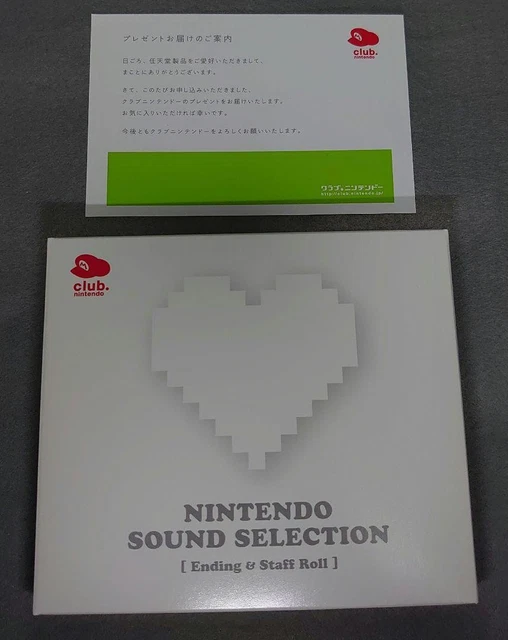 プレゼントお届けのご案内
club.
nintendo
日ごろ、任天堂製品をご愛好いただきまして、
まことにありがとうございます。
さて、このたびお申し込みいただきました、
クラブニンテンドーのプレゼントをお届けいたします。
お気に入りいただければ幸いです。
今後ともクラブニンテンドーをよろしくお願いいたします。
クラブニンテンドー
http://club.nintendo.jp/
club.
nintendo
NINTENDO
SOUND SELECTION
[ Ending & Staff Roll ]